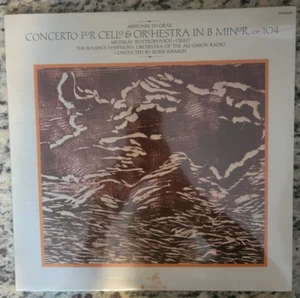 ANTONIN DVORAK
CONCERTO FOR CELLO & ORCHESTRA IN B MINOR, OP. 104
MSTISLAV ROSTROPOVICH • CELLO
THE BOLSHOI SYMPHONY ORCHESTRA OF THE ALL-UNION RADIO
CONDUCTED BY BORIS KHAIKIN